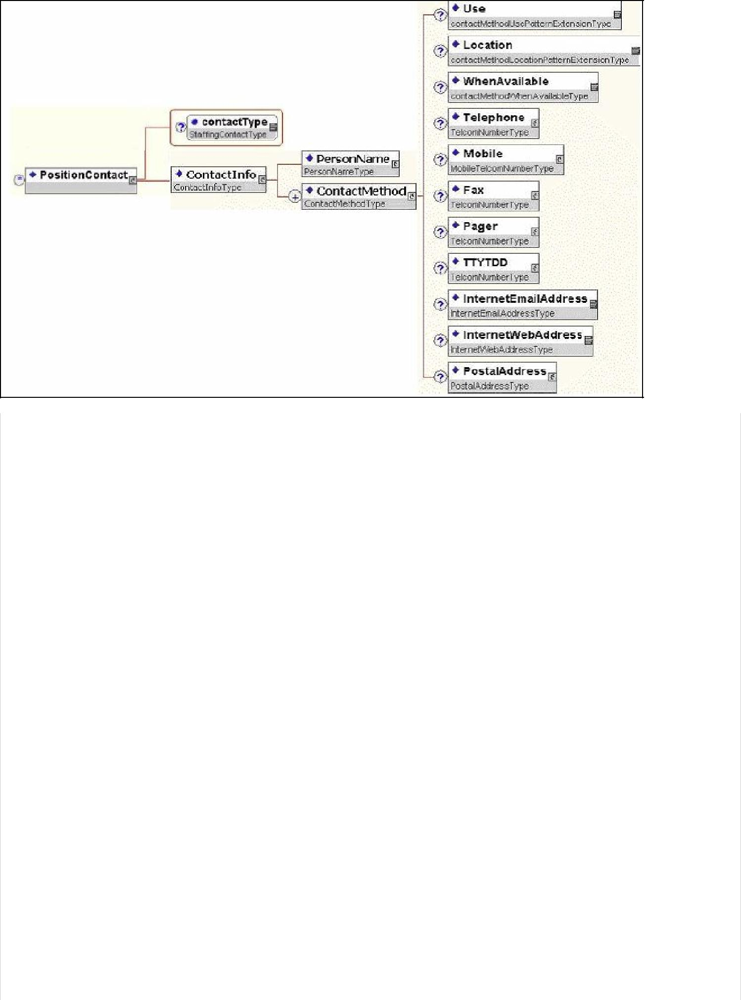 PositionContact
contactType
StaffingContactType
ContactInfo
ContactInfoType
PersonName
PersonNameType
ContactMethod
ContactMethodType
Use
contactMethodUsePatternExtensionType
Location
contactMethodLocationPatternExtensionType
WhenAvailable
contactMethodWhenAvailableType
Telephone
TelcomNumberType
Mobile
MobileTelcomNumberType
Fax
TelcomNumberType
Pager
TelcomNumberType
TTYTDD
TelcomNumberType
InternetEmailAddress
InternetEmailAddressType
InternetWebAddress
InternetWebAddressType
PostalAddress
PostalAddressType